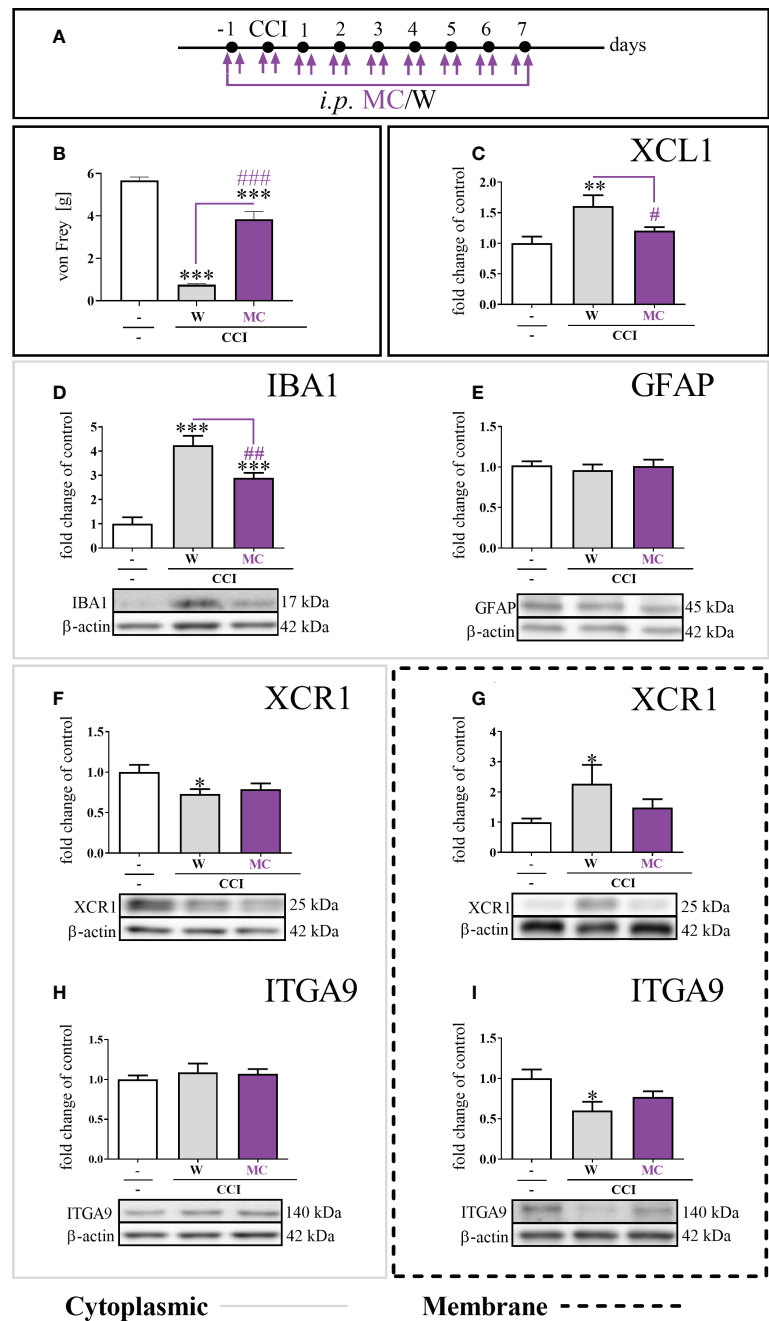 A
-1 CCI 1 2 3 4 5 6 7
days
i.p. MC/W
B
von Frey [g]
6
4
2
0
***
###
***
- W MC
- CCI
C
XCL1
fold change of control
2.0
1.5
1.0
0.5
0.0
**
#
- W MC
- CCI
D
IBA1
fold change of control
5
4
3
2
1
0
***
##
***
- W MC
- CCI
IBA1 17 kDa
β-actin 42 kDa
E
GFAP
fold change of control
1.5
1.0
0.5
0.0
- W MC
- CCI
GFAP 45 kDa
β-actin 42 kDa
F
XCR1
fold change of control
1.5
1.0
0.5
0.0
*
- W MC
- CCI
XCR1 25 kDa
β-actin 42 kDa
G
XCR1
fold change of control
4
3
2
1
0
*
- W MC
- CCI
XCR1 25 kDa
β-actin 42 kDa
H
ITGA9
fold change of control
1.5
1.0
0.5
0.0
- W MC
- CCI
ITGA9 140 kDa
β-actin 42 kDa
I
ITGA9
fold change of control
1.5
1.0
0.5
0.0
*
- W MC
- CCI
ITGA9 140 kDa
β-actin 42 kDa
Cytoplasmic
Membrane